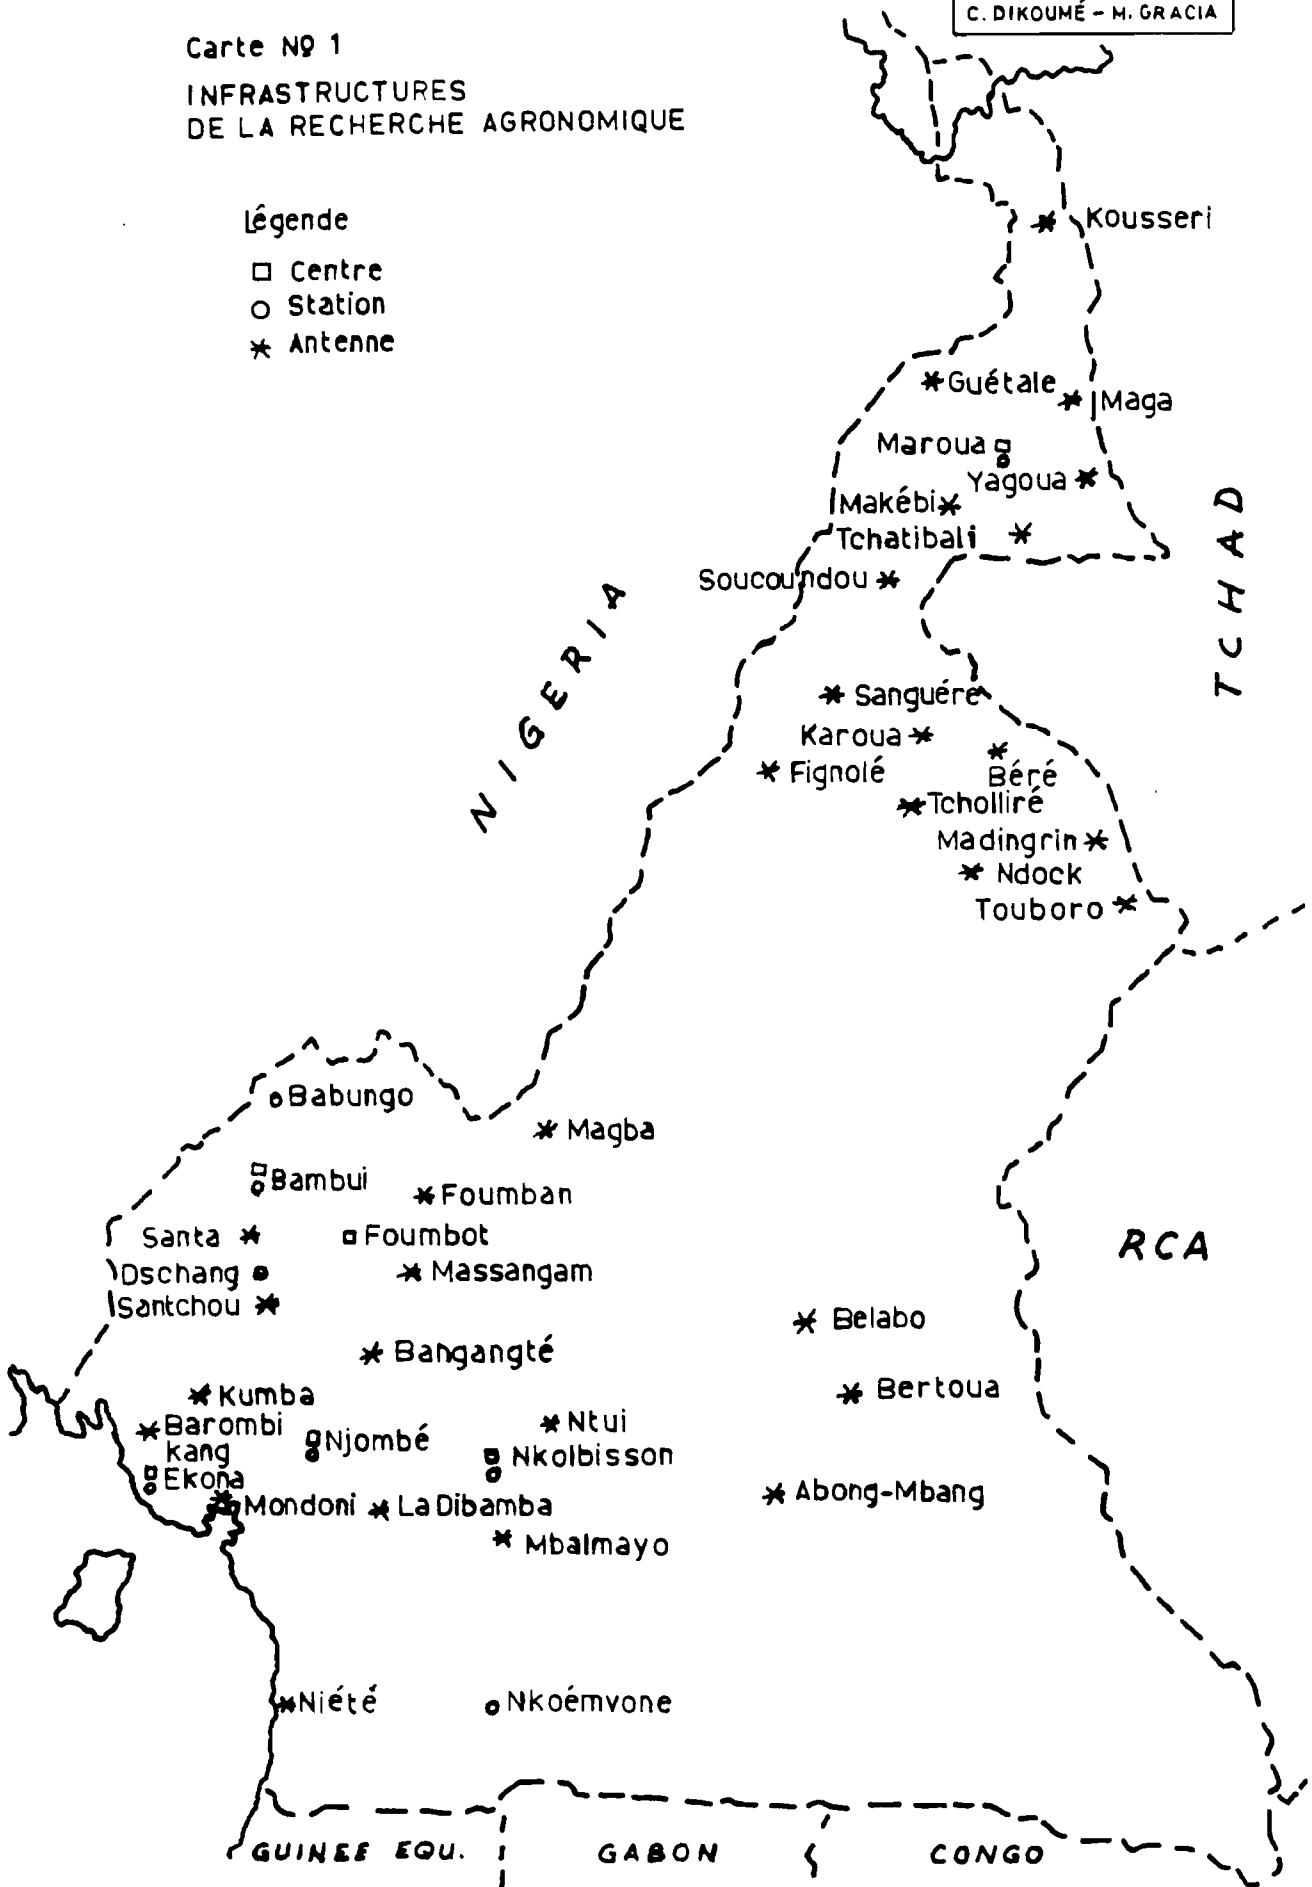 C. DIKOUMÉ – M. GRACIA
Carte Nº 1
INFRASTRUCTURES
DE LA RECHERCHE AGRONOMIQUE
Légende
Centre
Station
Antenne
Kousseri
Guétale
Maga
Maroua
Yagoua
Makébi
Tchatibali
Soucoundou
TCHAD
NIGERIA
Sanguéré
Karoua
Fignolé
Béré
Tcholliré
Madingrin
Ndock
Touboro
Babungo
Magba
Bambui
Foumban
Santa
Foumbot
RCA
Dschang
Massangam
Santchou
Belabo
Bangangté
Bertoua
Kumba
Barombi
kang
Ntui
Njombé
Nkolbisson
Ekona
Abong-Mbang
Mondoni
La Dibamba
Mbalmayo
Niété
Nkoémvone
GUINEE EQU.
GABON
CONGO